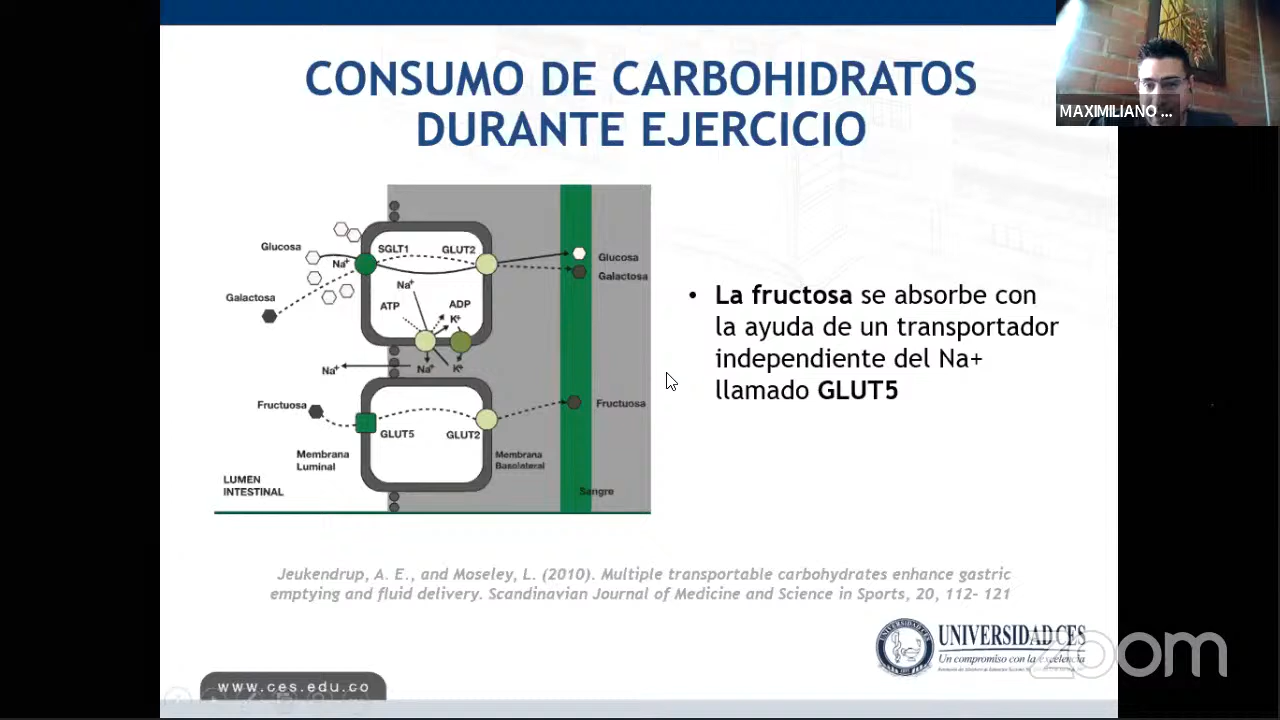 CONSUMO DE CARBOHIDRATOS
DURANTE EJERCICIO
MAXIMILIANO ...
Glucosa
Na+
SGLT1
GLUT2
Glucosa
Galactosa
Galactosa
Na+
ATP
ADP
K+
Na+
Na+
K+
Fructuosa
GLUT5
GLUT2
Fructuosa
Membrana
Luminal
Membrana
Basolateral
LUMEN
INTESTINAL
Sangre
• La fructosa se absorbe con
la ayuda de un transportador
independiente del Na+
llamado GLUT5
Jeukendrup, A. E., and Moseley, L. (2010). Multiple transportable carbohydrates enhance gastric
emptying and fluid delivery. Scandinavian Journal of Medicine and Science in Sports, 20, 112- 121
UNIVERSIDAD CES
Un compromiso con la excelencia
zoom
www.ces.edu.co